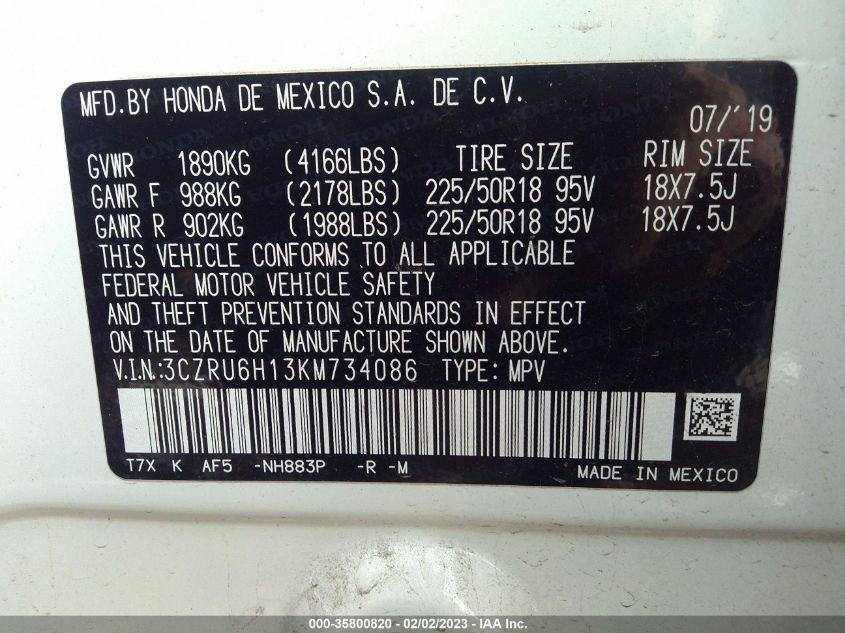 MFD.BY HONDA DE MEXICO S.A. DE C.V.
07/'19
GVWR 1890KG (4166LBS) TIRE SIZE RIM SIZE
GAWR F 988KG (2178LBS) 225/50R18 95V 18X7.5J
GAWR R 902KG (1988LBS) 225/50R18 95V 18X7.5J
THIS VEHICLE CONFORMS TO ALL APPLICABLE
FEDERAL MOTOR VEHICLE SAFETY
AND THEFT PREVENTION STANDARDS IN EFFECT
ON THE DATE OF MANUFACTURE SHOWN ABOVE.
V.I.N.:3CZRU6H13KM734086 TYPE: MPV
T7X K AF5 -NH883P -R -M
MADE IN MEXICO
000-35800820 - 02/02/2023 - IAA Inc.